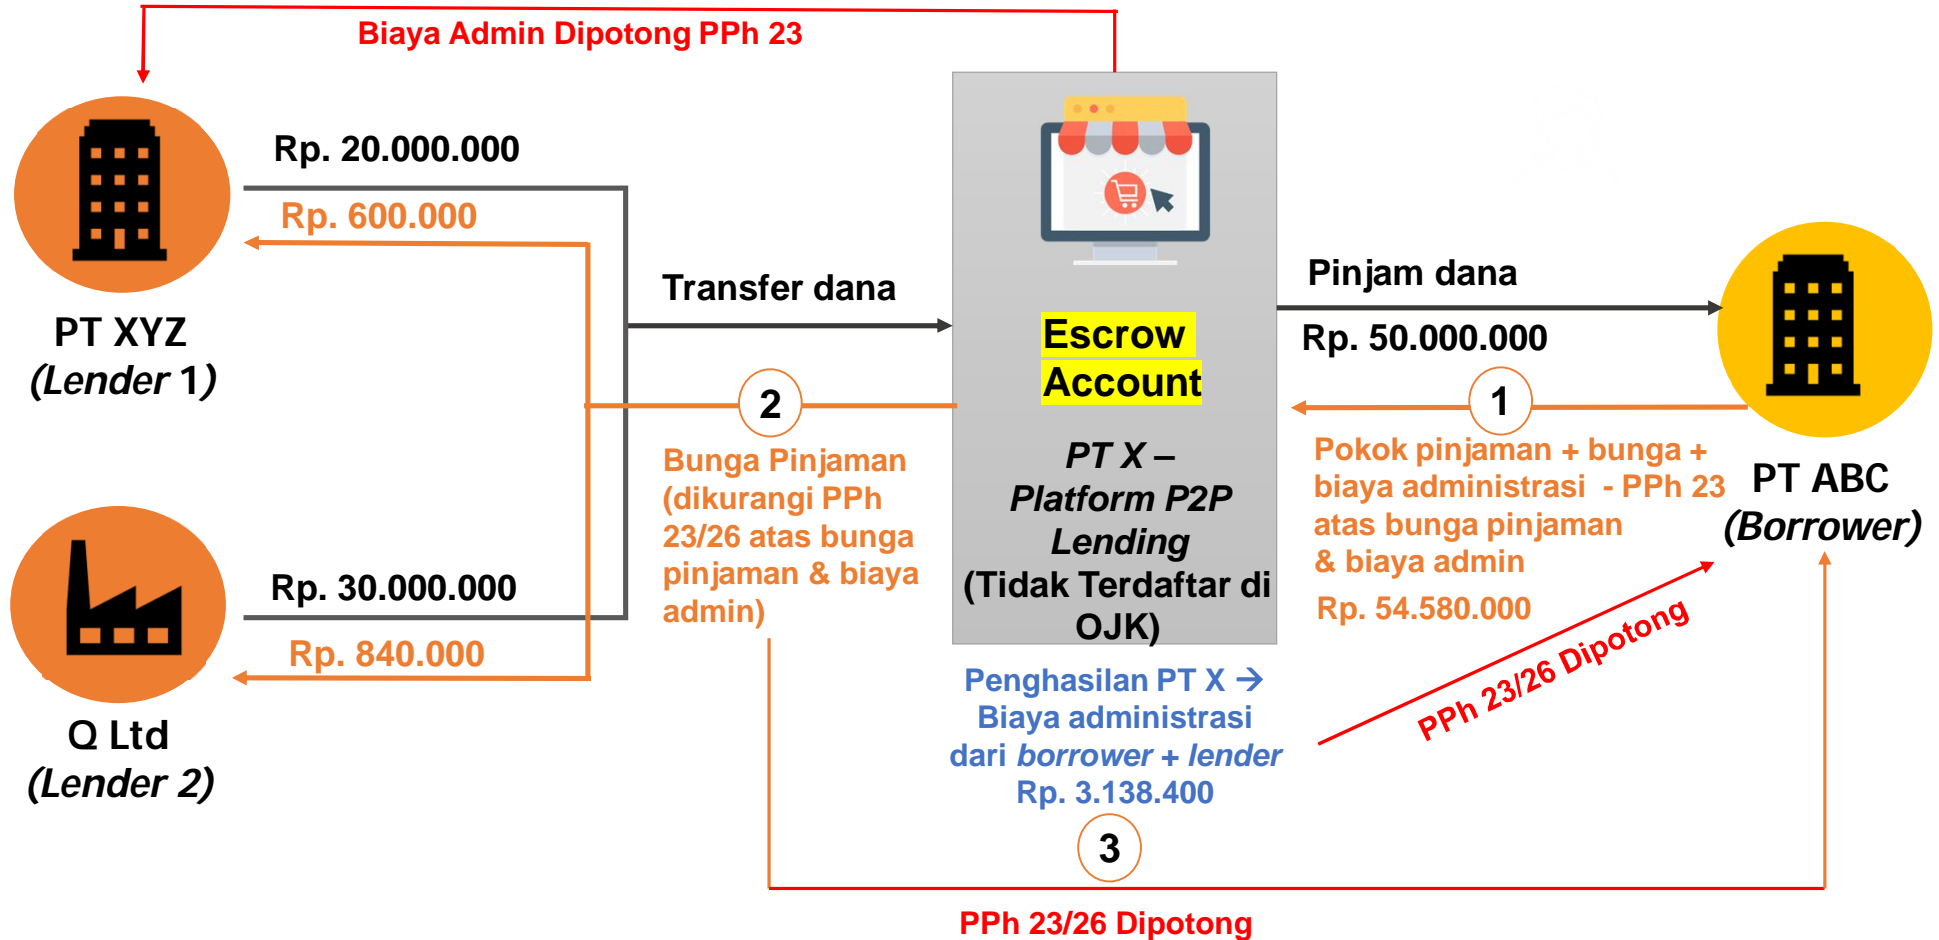 Biaya Admin Dipotong PPh 23
Rp. 20.000.000
Rp. 600.000
PT XYZ
(Lender 1)
Transfer dana
Escrow
Account
PT X –
Platform P2P
Lending
(Tidak Terdaftar di
OJK)
Pinjam dana
Rp. 50.000.000
1
Pokok pinjaman + bunga +
biaya administrasi - PPh 23
atas bunga pinjaman
& biaya admin
Rp. 54.580.000
PT ABC
(Borrower)
2
Bunga Pinjaman
(dikurangi PPh
23/26 atas bunga
pinjaman & biaya
admin)
Rp. 30.000.000
Rp. 840.000
Q Ltd
(Lender 2)
Penghasilan PT X →
Biaya administrasi
dari borrower + lender
Rp. 3.138.400
PPh 23/26 Dipotong
3
PPh 23/26 Dipotong